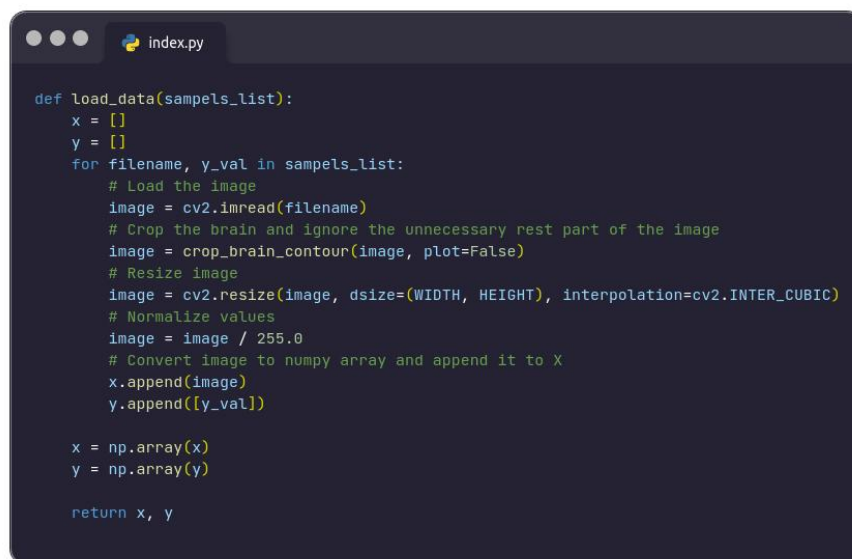 index.py
def load_data(sampels_list):
    x = []
    y = []
    for filename, y_val in sampels_list:
        # Load the image
        image = cv2.imread(filename)
        # Crop the brain and ignore the unnecessary rest part of the image
        image = crop_brain_contour(image, plot=False)
        # Resize image
        image = cv2.resize(image, dsize=(WIDTH, HEIGHT), interpolation=cv2.INTER_CUBIC)
        # Normalize values
        image = image / 255.0
        # Convert image to numpy array and append it to X
        x.append(image)
        y.append([y_val])
    x = np.array(x)
    y = np.array(y)
    return x, y